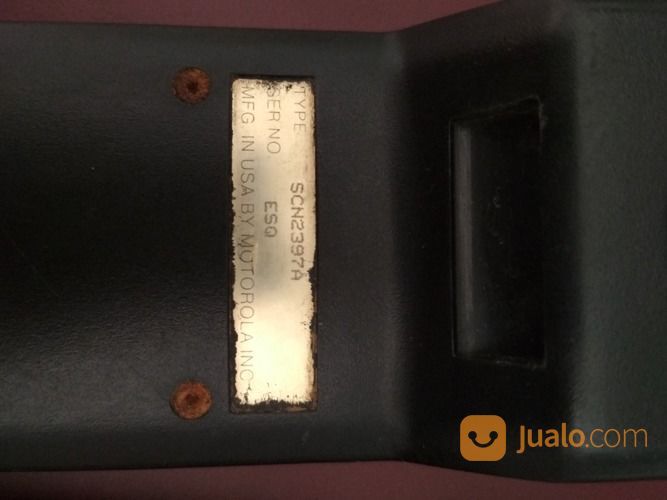 TYPE SCN2397A
SER NO ESQ
MFG. IN USA BY MOTOROLA INC
Jualo.com